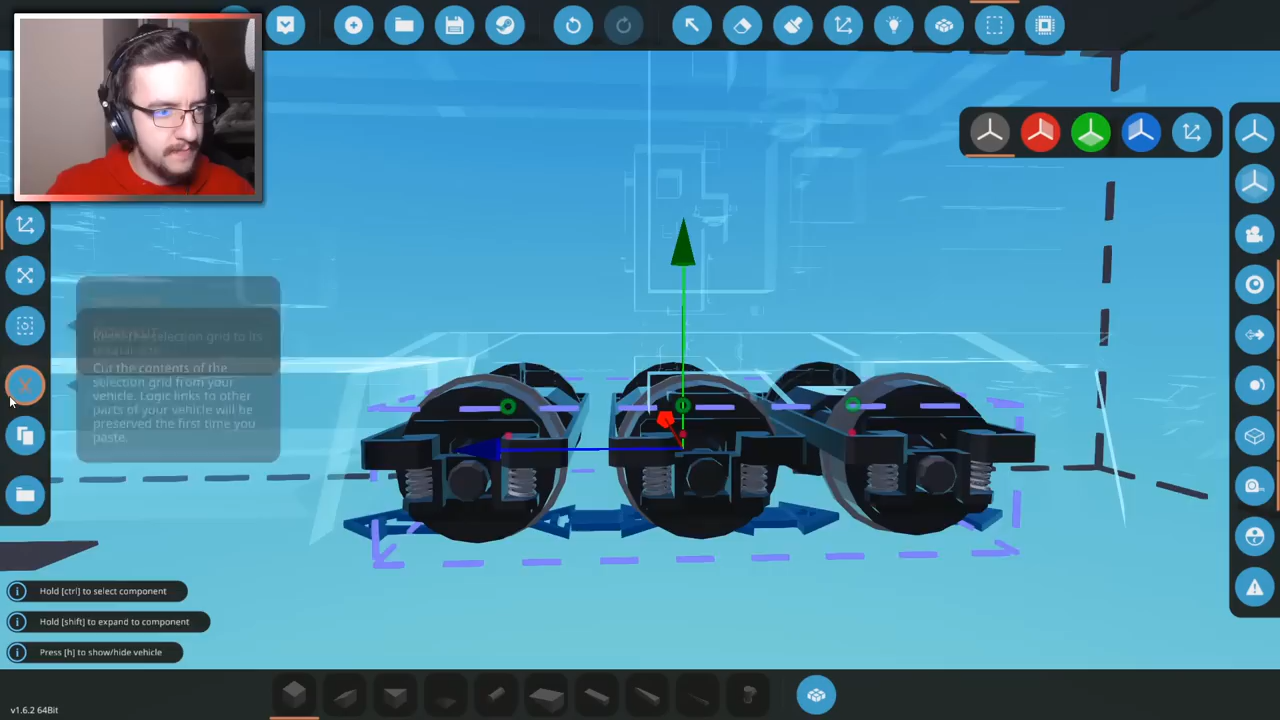 Cut the contents of the
selection grid from your
vehicle. Logic links to other
parts of your vehicle will be
preserved the first time you
paste.
Hold [ctrl] to select component
Hold [shift] to expand to component
Press [h] to show/hide vehicle
v1.6.2 64Bit